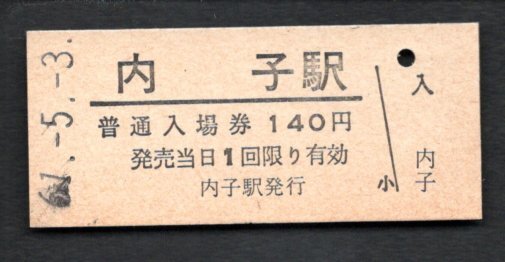 61.-5.-3.
内子駅
普通入場券 140円
発売当日1回限り有効
内子駅発行
小
入
内子